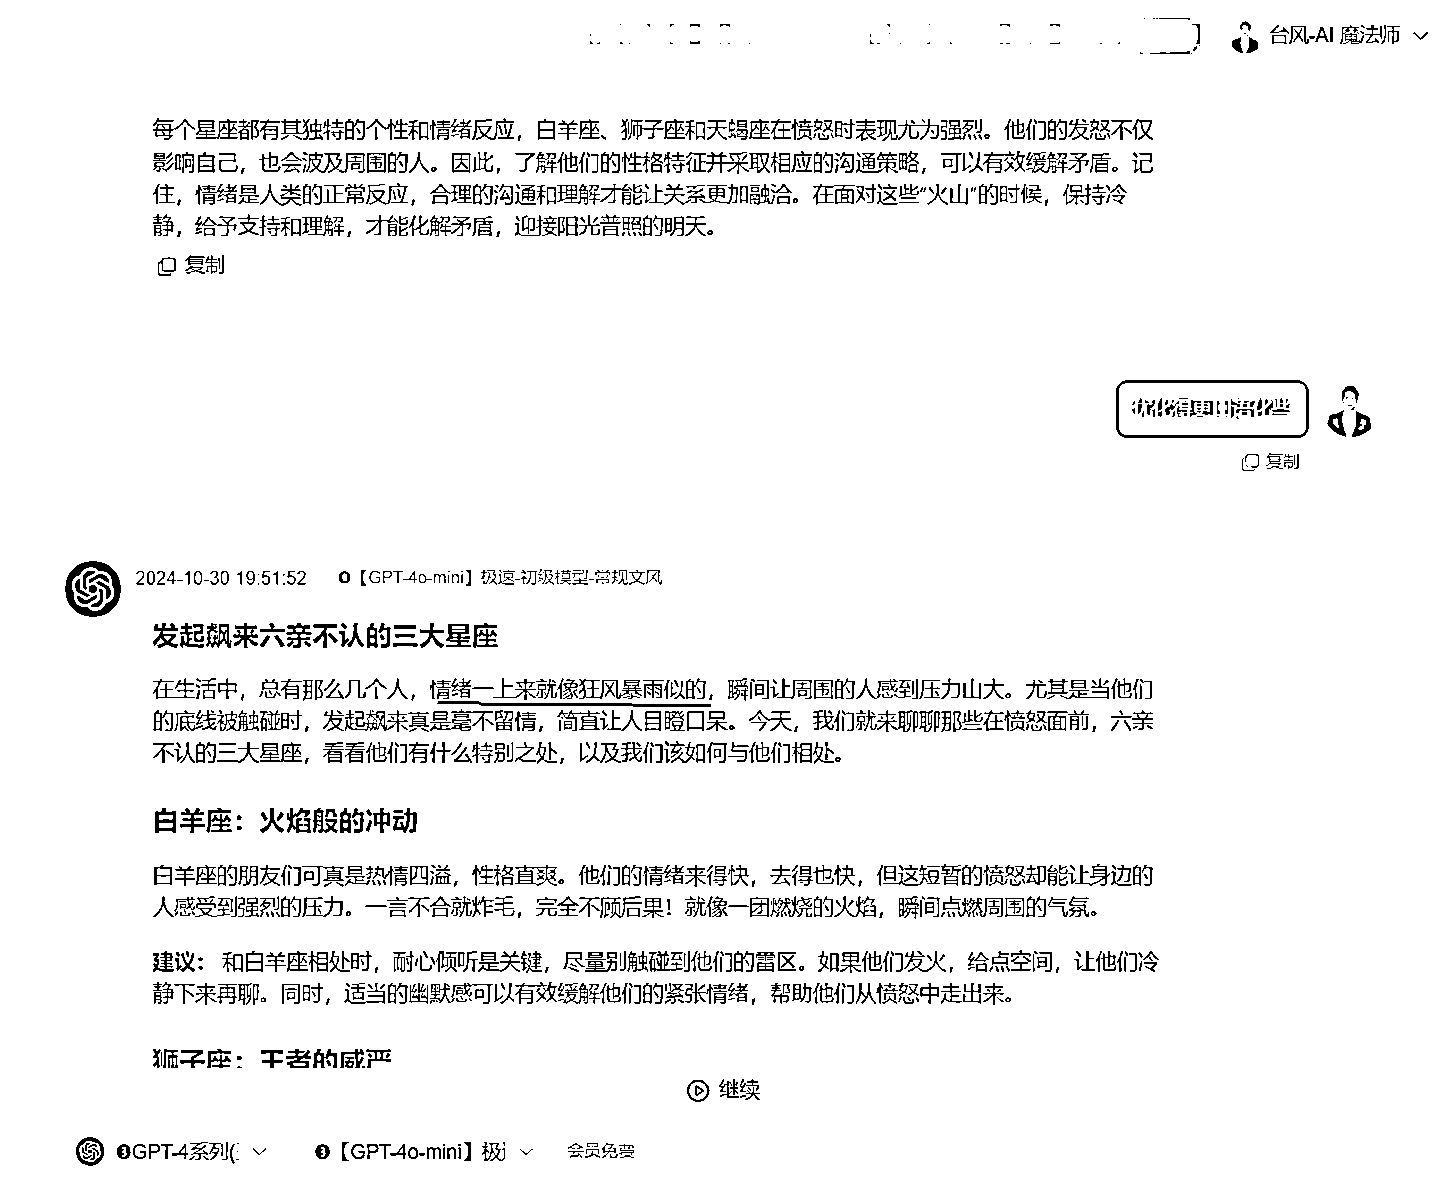 台风-AI 魔法师
每个星座都有其独特的个性和情绪反应，白羊座、狮子座和天蝎座在愤怒时表现尤为强烈。他们的发怒不仅
影响自己，也会波及周围的人。因此，了解他们的性格特征并采取相应的沟通策略，可以有效缓解矛盾。记
住，情绪是人类的正常反应，合理的沟通和理解才能让关系更加融洽。在面对这些“火山”的时候，保持冷
静，给予支持和理解，才能化解矛盾，迎接阳光普照的明天。
复制
优化得更口语化些
复制
2024-10-30 19:51:52 【GPT-4o-mini】极速-初级模型-常规文风
发起飙来六亲不认的三大星座
在生活中，总有那么几个人，情绪一上来就像狂风暴雨似的，瞬间让周围的人感到压力山大。尤其是当他们
的底线被触碰时，发起飙来真是毫不留情，简直让人目瞪口呆。今天，我们就来聊聊那些在愤怒面前，六亲
不认的三大星座，看看他们有什么特别之处，以及我们该如何与他们相处。
白羊座：火焰般的冲动
白羊座的朋友们可真是热情四溢，性格直爽。他们的情绪来得快，去得也快，但这短暂的愤怒却能让身边的
人感受到强烈的压力。一言不合就炸毛，完全不顾后果！就像一团燃烧的火焰，瞬间点燃周围的气氛。
建议： 和白羊座相处时，耐心倾听是关键，尽量别触碰到他们的雷区。如果他们发火，给点空间，让他们冷
静下来再聊。同时，适当的幽默感可以有效缓解他们的紧张情绪，帮助他们从愤怒中走出来。
狮子座：王者的威严
继续
GPT-4系列( 【GPT-4o-mini】极 会员免费